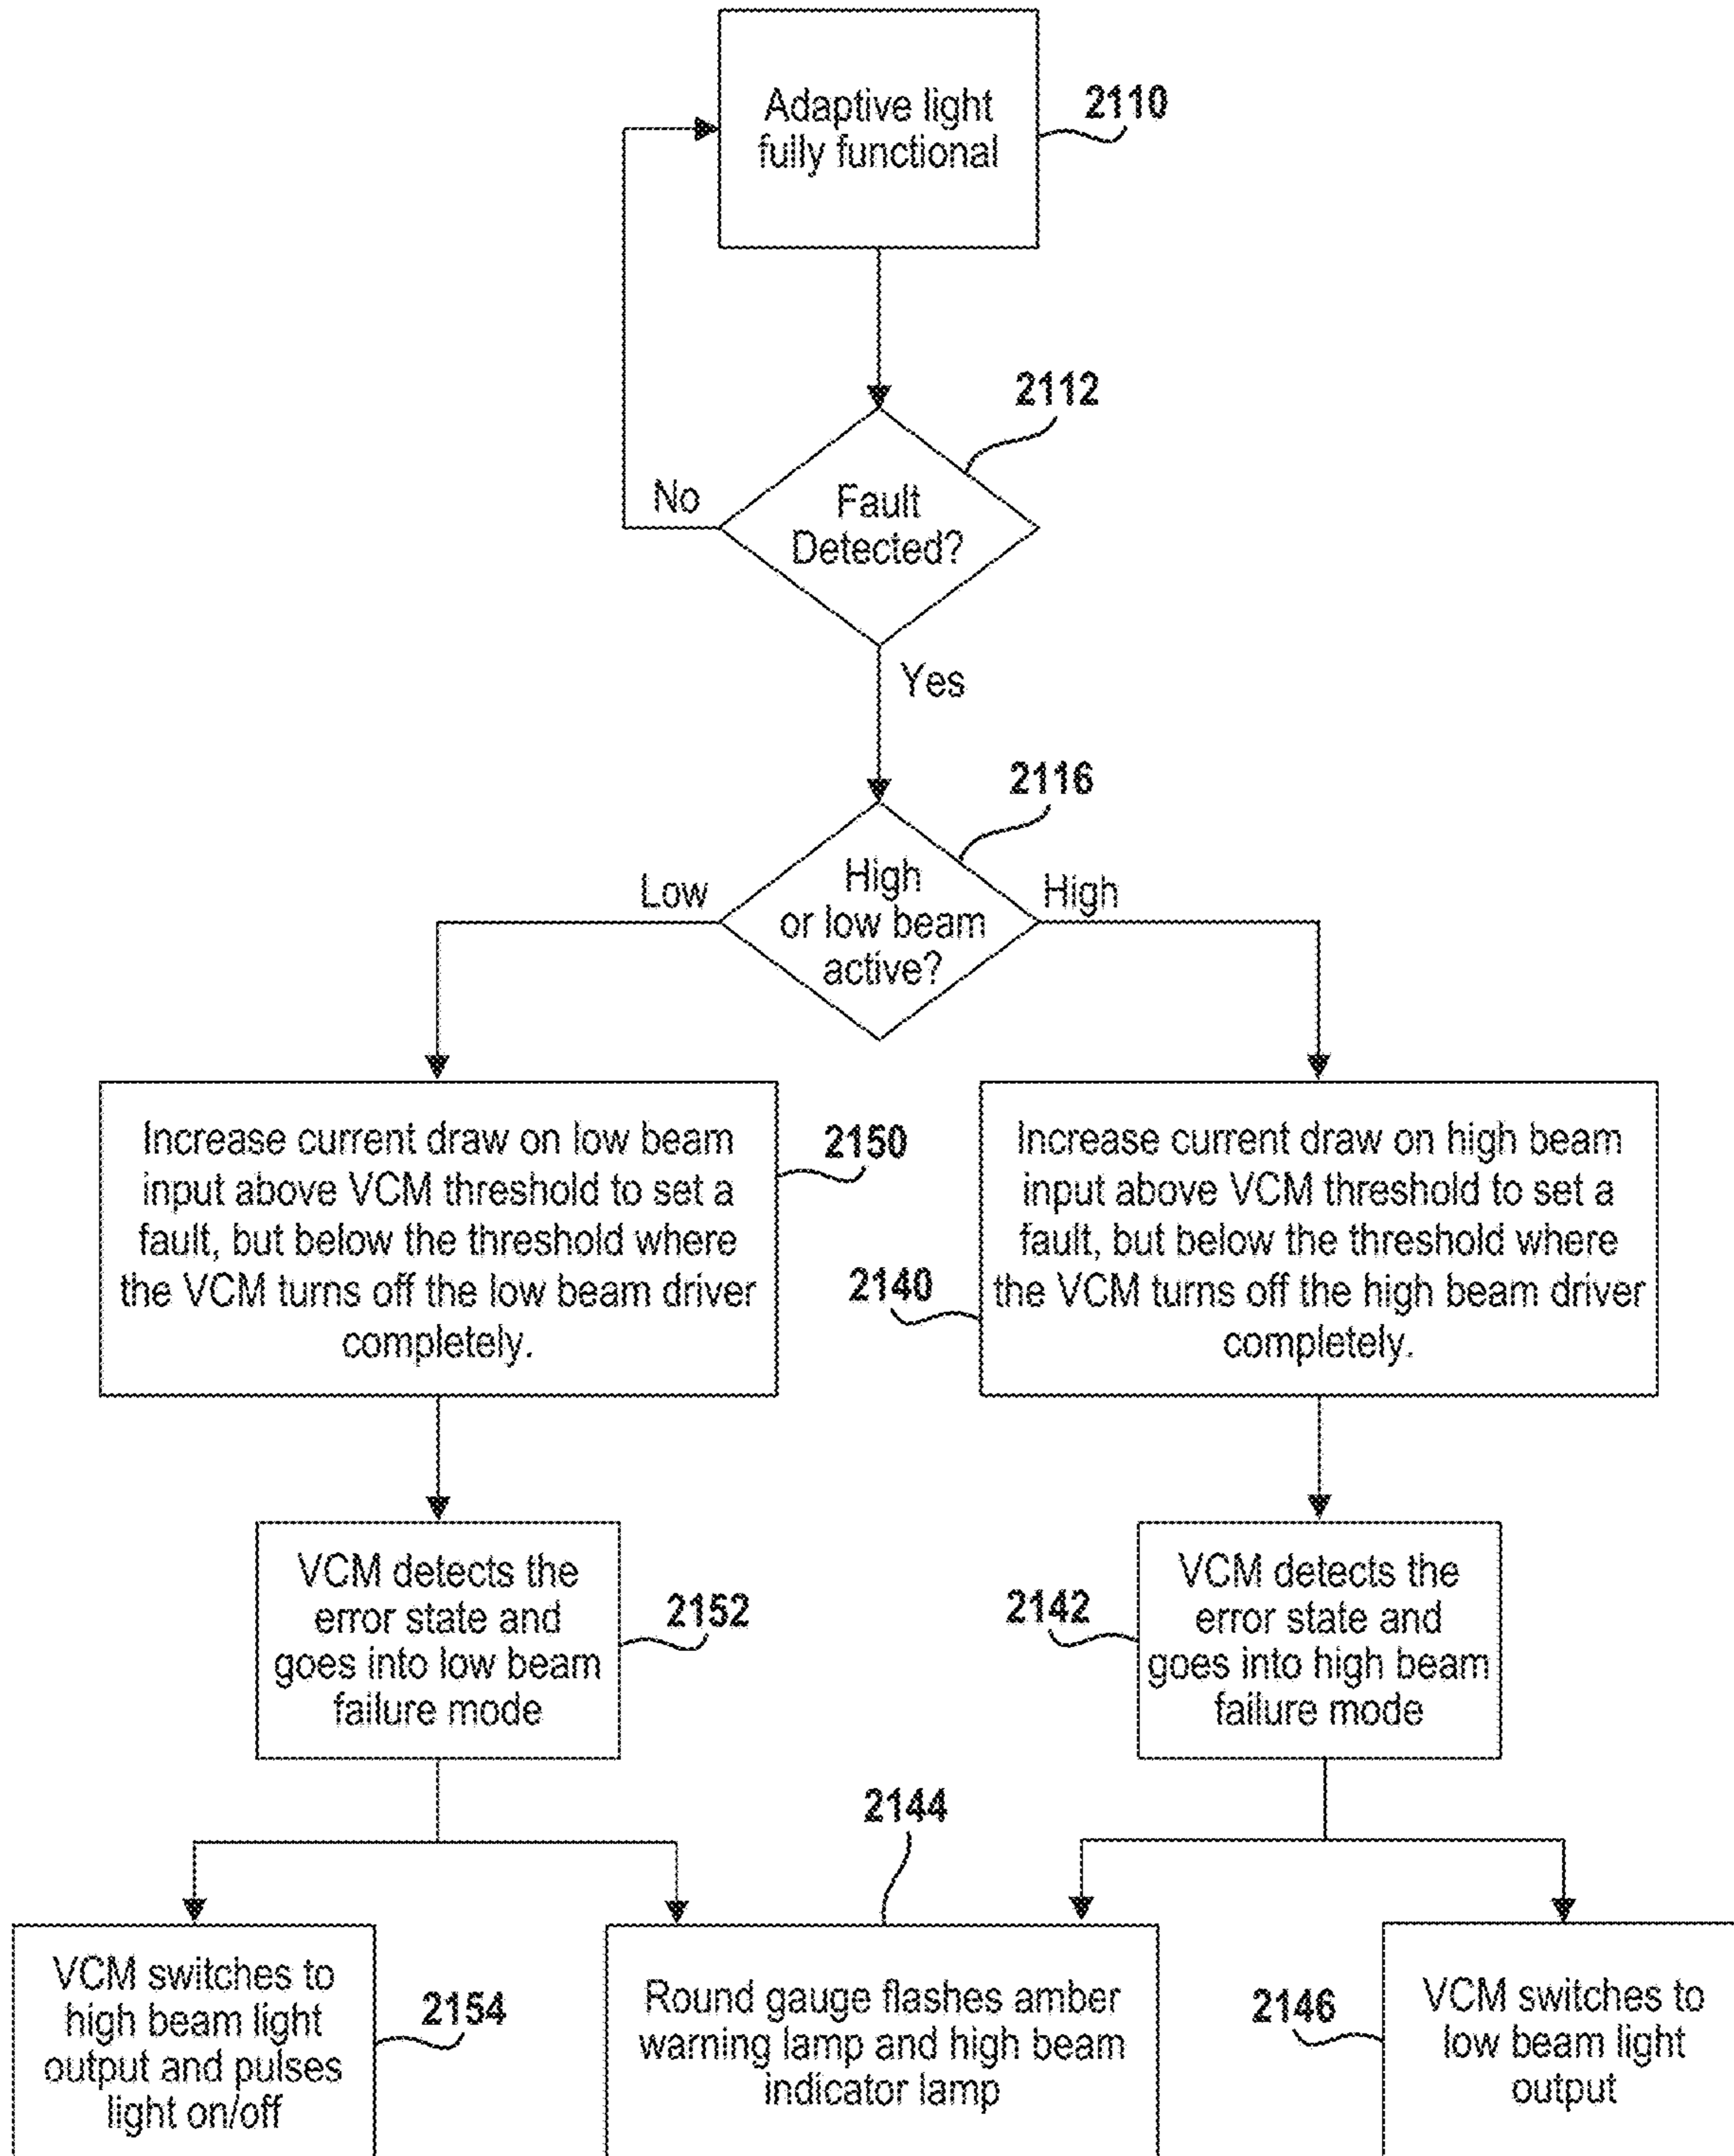 Adaptive light
fully functional
2110
2112
No
Fault
Detected?
Yes
2116
Low
High
or low beam
active?
High
Increase current draw on low beam
input above VCM threshold to set a
fault, but below the threshold where
the VCM turns off the low beam driver
completely.
2150
Increase current draw on high beam
input above VCM threshold to set a
fault, but below the threshold where
the VCM turns off the high beam driver
completely.
2140
VCM detects the
error state and
goes into low beam
failure mode
2152
2142
VCM detects the
error state and
goes into high beam
failure mode
2144
VCM switches to
high beam light
output and pulses
light on/off
2154
Round gauge flashes amber
warning lamp and high beam
indicator lamp
2146
VCM switches to
low beam light
output